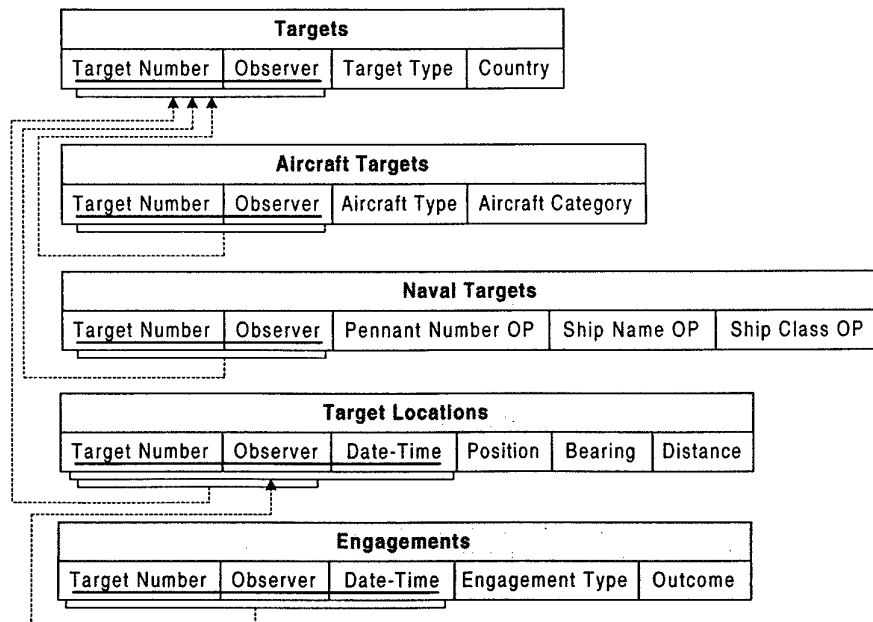 Targets
Target Number Observer Target Type Country
Aircraft Targets
Target Number Observer Aircraft Type Aircraft Category
Naval Targets
Target Number Observer Pennant Number OP Ship Name OP Ship Class OP
Target Locations
Target Number Observer Date-Time Position Bearing Distance
Engagements
Target Number Observer Date-Time Engagement Type Outcome